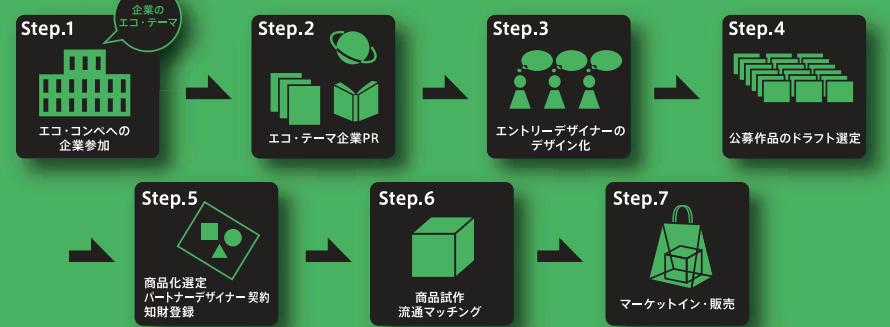 企業の
エコ・テーマ
Step.1
エコ・コンペへの
企業参加
Step.2
エコ・テーマ企業PR
Step.3
エントリーデザイナーの
デザイン化
Step.4
公募作品のドラフト選定
Step.5
商品化選定
パートナーデザイナー契約
知財登録
Step.6
商品試作
流通マッチング
Step.7
マーケットイン・販売